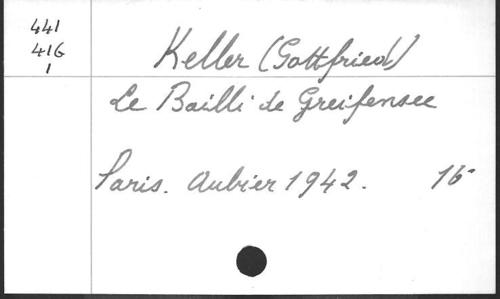 441
416
1
Keller (Gottfried)
Le Bailli de Greifensee
Paris. Aubier 1942. 16°